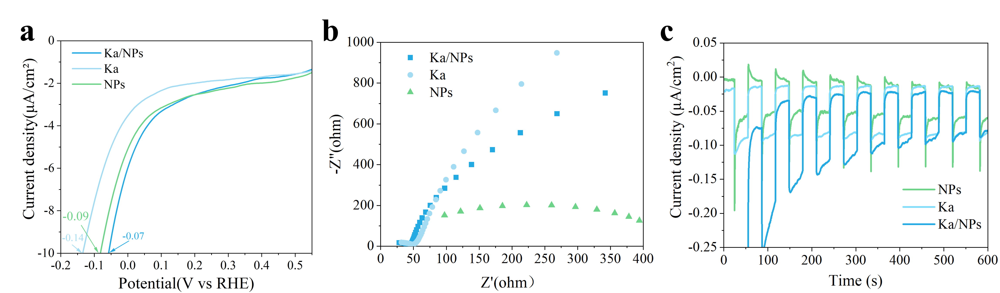 a
0
-2
-4
-6
-8
-10
-0.2
-0.1
0.0
0.1
0.2
0.3
0.4
0.5
Current density(μA/cm²)
Potential(V vs RHE)
Ka/NPs
Ka
NPs
-0.09
-0.14
-0.07
b
1000
800
600
400
200
0
0
50
100
150
200
250
300
350
400
-Z"(ohm)
Z'(ohm）
Ka/NPs
Ka
NPs
c
0.05
0.00
-0.05
-0.10
-0.15
-0.20
-0.25
0
100
200
300
400
500
600
Current density (μA/cm²)
Time (s)
NPs
Ka
Ka/NPs